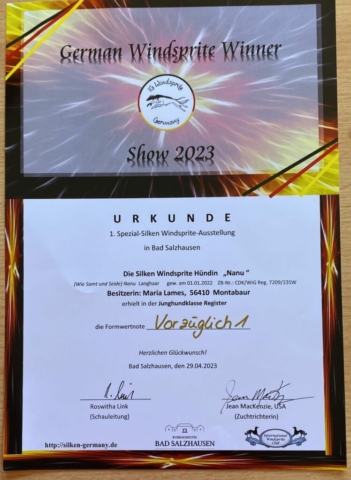 German Windsprite Winner
IG Windsprite
Germany
Show 2023
URKUNDE
1. Spezial-Silken Windsprite-Ausstellung
in Bad Salzhausen
Die Silken Windsprite Hündin „Nanu “
(Wie Samt und Seide) Nanu Langhaar gew. am 01.01.2022 ZB-Nr.: CDK/WiG Reg. 7209/23SW
Besitzerin: Maria Lames, 56410 Montabaur
erhielt in der Junghundklasse Register
die Formwertnote Vorzüglich 1
Herzlichen Glückwunsch!
Bad Salzhausen, den 29.04.2023
Roswitha Link Jean MacKenzie, USA
(Schauleitung) (Zuchtrichterin)
http://silken-germany.de BAD SALZHAUSEN